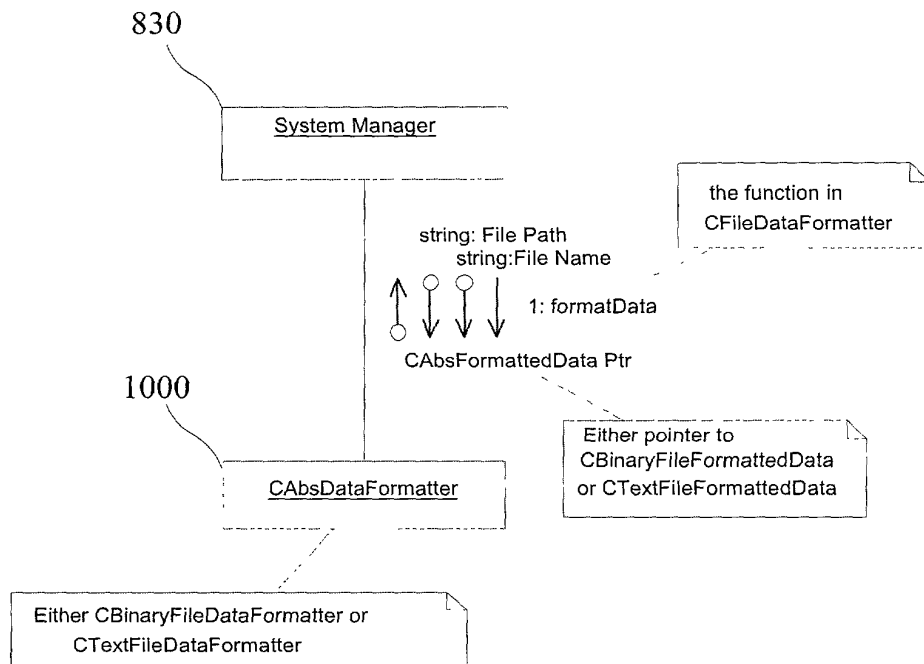 830
System Manager
the function in
CFileDataFormatter
string: File Path
string:File Name
1: formatData
CAbsFormattedData Ptr
1000
Either pointer to
CBinaryFileFormattedData
or CTextFileFormattedData
CAbsDataFormatter
Either CBinaryFileDataFormatter or
CTextFileDataFormatter